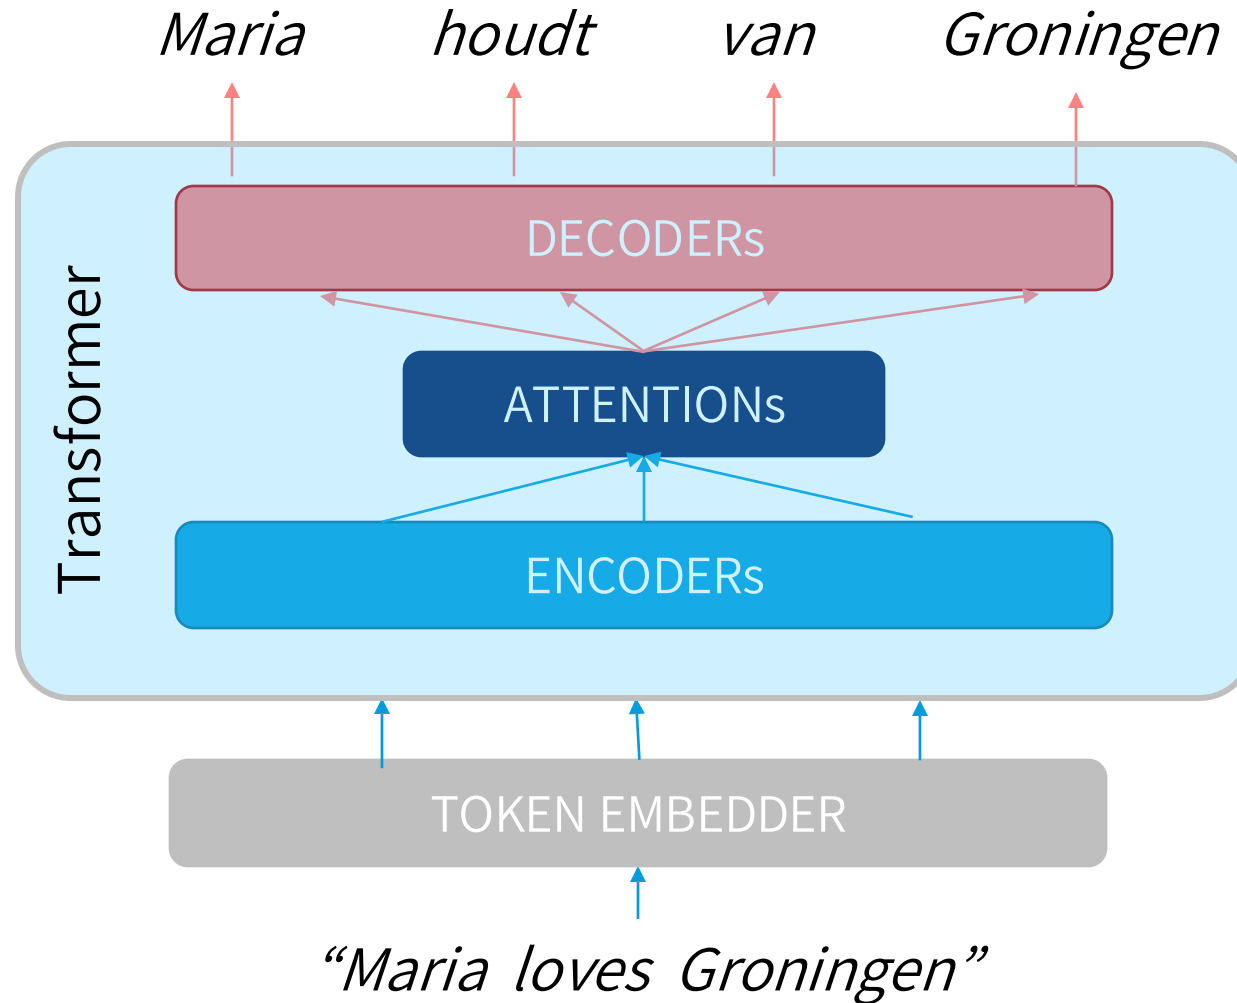 Maria houdt van Groningen
DECODERs
Transformer
ATTENTIONs
ENCODERs
TOKEN EMBEDDER
“Maria loves Groningen”